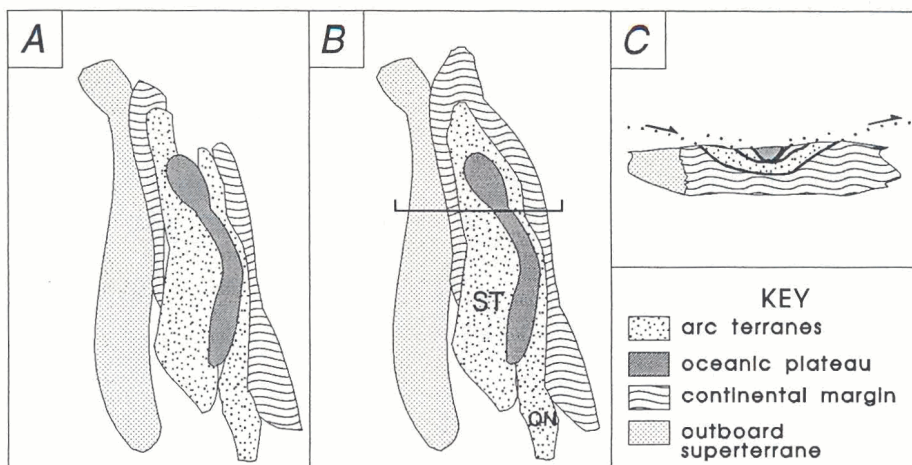 A
B
C
ST
QN
KEY
arc terranes
oceanic plateau
continental margin
outboard
superterrane